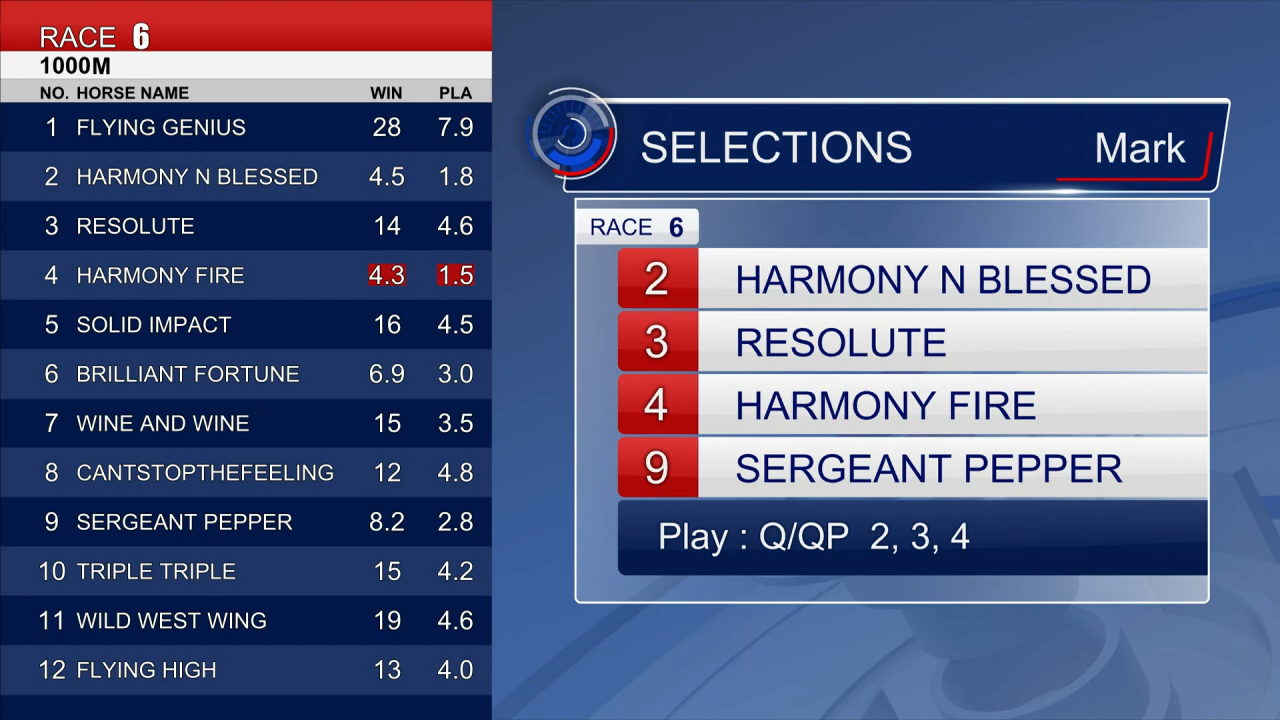 RACE 6
1000M
NO. HORSE NAME WIN PLA
1 FLYING GENIUS 28 7.9
2 HARMONY N BLESSED 4.5 1.8
3 RESOLUTE 14 4.6
4 HARMONY FIRE 4.3 1.5
5 SOLID IMPACT 16 4.5
6 BRILLIANT FORTUNE 6.9 3.0
7 WINE AND WINE 15 3.5
8 CANTSTOPTHEFEELING 12 4.8
9 SERGEANT PEPPER 8.2 2.8
10 TRIPLE TRIPLE 15 4.2
11 WILD WEST WING 19 4.6
12 FLYING HIGH 13 4.0
SELECTIONS Mark
RACE 6
2 HARMONY N BLESSED
3 RESOLUTE
4 HARMONY FIRE
9 SERGEANT PEPPER
Play : Q/QP 2, 3, 4